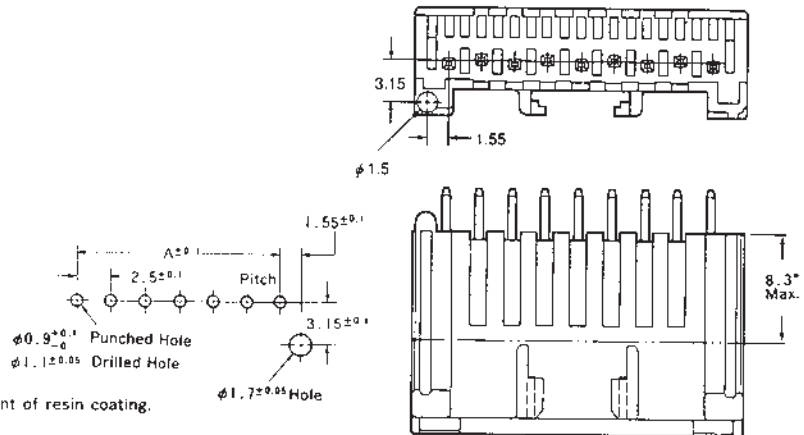 3.15
1.55
φ1.5
1.55±0.1
A±0.1
2.5±0.1
Pitch
8.3*
Max.
3.15±0.1
φ0.9+0.1-0 Punched Hole
φ1.1±0.05 Drilled Hole
φ1.7±0.05 Hole
nt of resin coating.